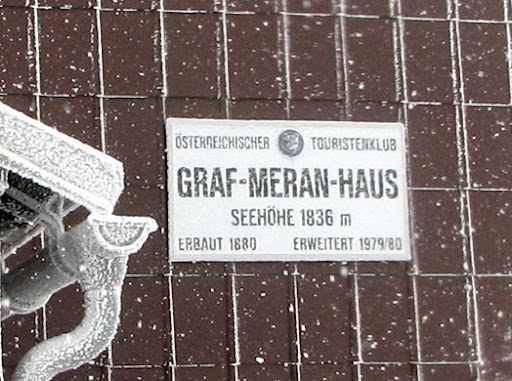 ÖSTERREICHISCHER TOURISTENKLUB
GRAF-MERAN-HAUS
SEEHÖHE 1836 m
ERBAUT 1880 ERWEITERT 1979/80